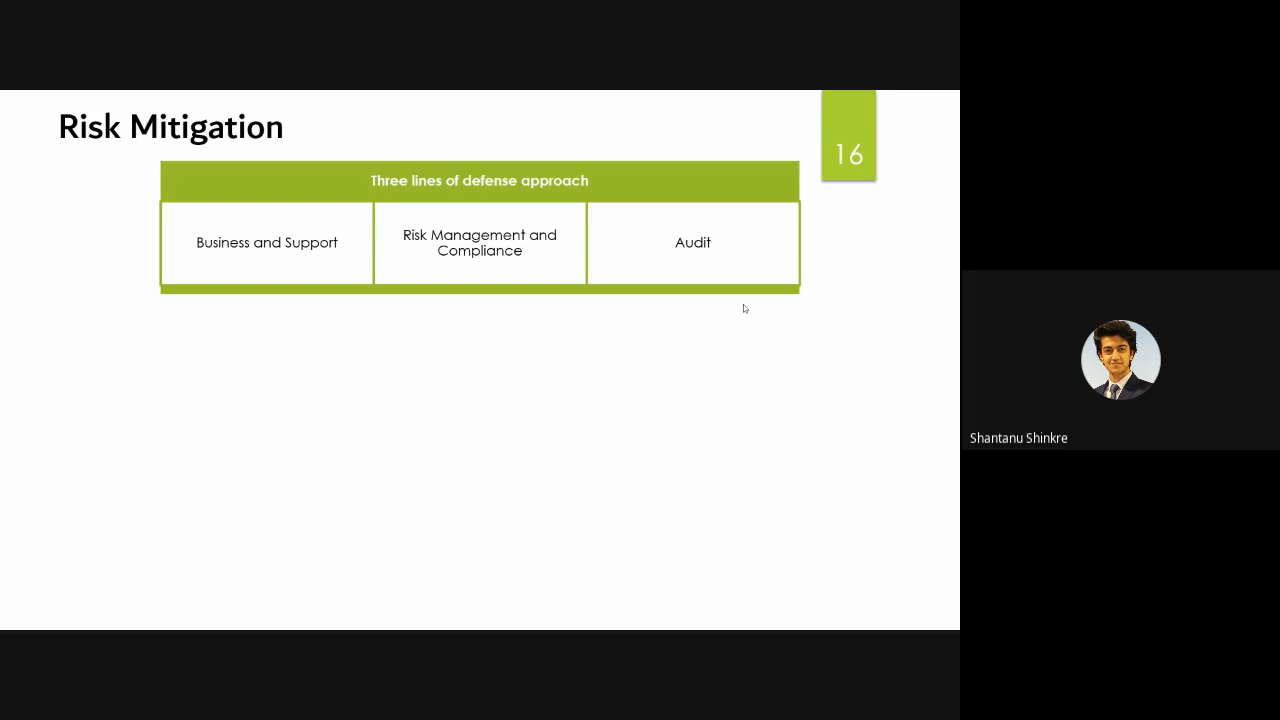 Risk Mitigation
16
Three lines of defense approach
Business and Support
Risk Management and
Compliance
Audit
Shantanu Shinkre